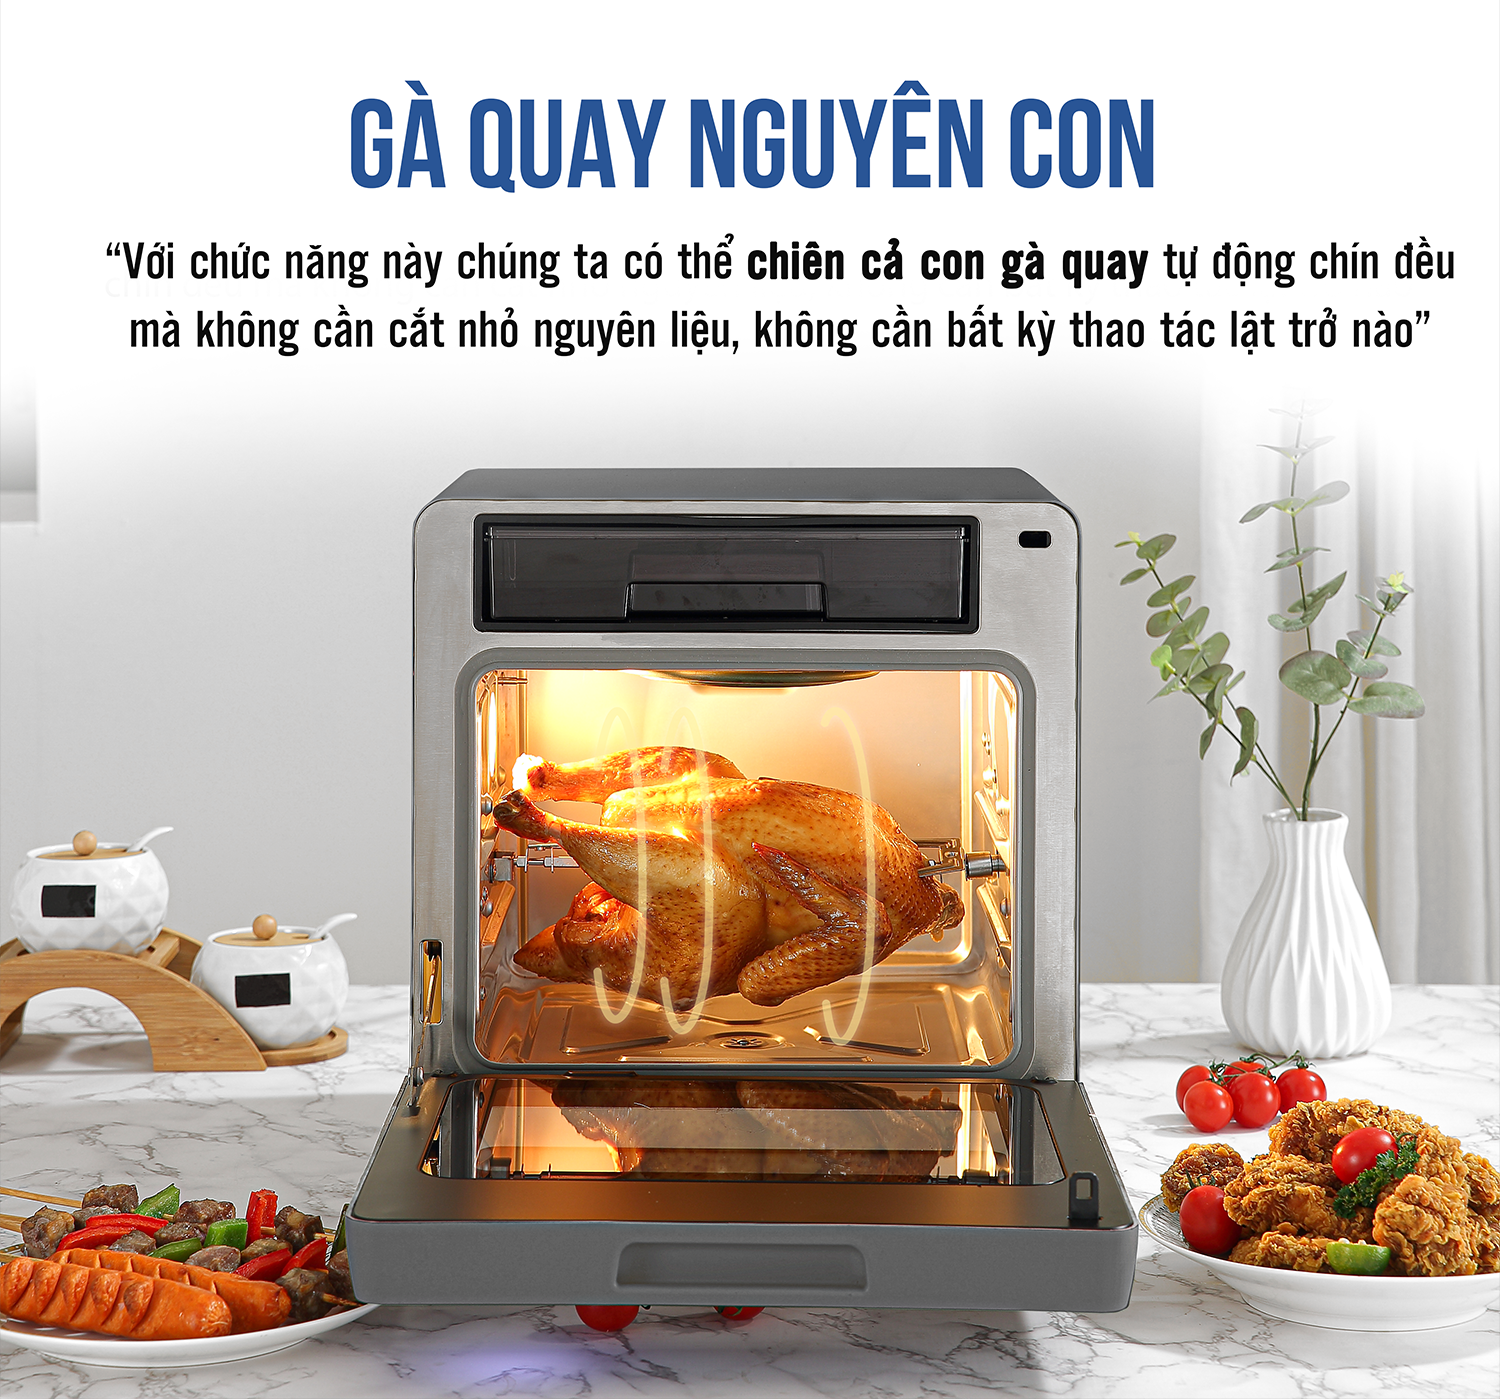 GÀ QUAY NGUYÊN CON
“Với chức năng này chúng ta có thể chiên cả con gà quay tự động chín đều
mà không cần cắt nhỏ nguyên liệu, không cần bất kỳ thao tác lật trở nào”